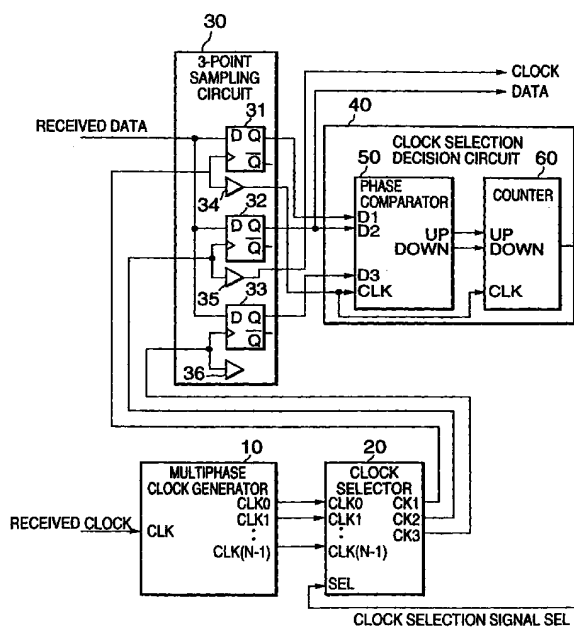 30
3-POINT
SAMPLING
CIRCUIT
CLOCK
DATA
RECEIVED DATA
31
D Q
Q
34
32
D Q
Q
35
33
D Q
Q
36
40
CLOCK SELECTION
DECISION CIRCUIT
50
PHASE
COMPARATOR
D1
D2
UP
DOWN
D3
CLK
60
COUNTER
UP
DOWN
CLK
10
MULTIPHASE
CLOCK GENERATOR
CLK0
CLK1
⋮
CLK(N-1)
RECEIVED CLOCK
CLK
20
CLOCK
SELECTOR
CLK0
CLK1
⋮
CLK(N-1)
CK1
CK2
CK3
SEL
CLOCK SELECTION SIGNAL SEL